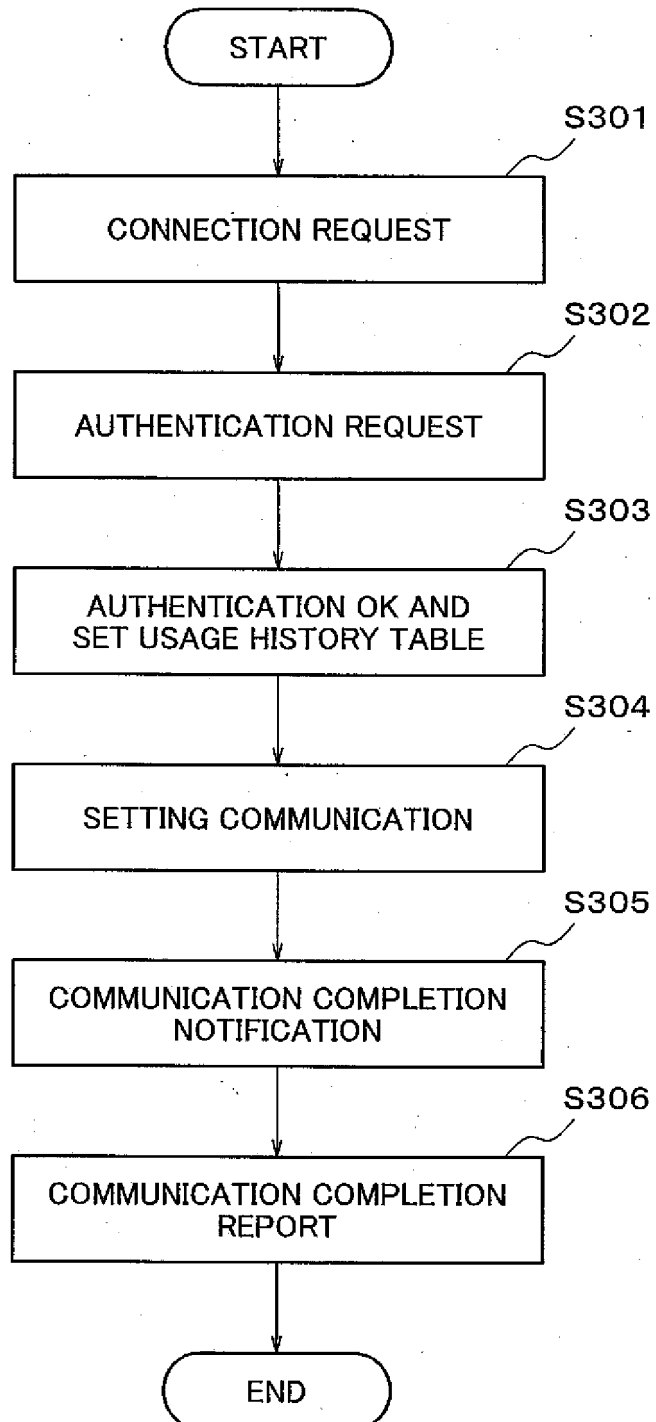 START
S301
CONNECTION REQUEST
S302
AUTHENTICATION REQUEST
S303
AUTHENTICATION OK AND
SET USAGE HISTORY TABLE
S304
SETTING COMMUNICATION
S305
COMMUNICATION COMPLETION
NOTIFICATION
S306
COMMUNICATION COMPLETION
REPORT
END